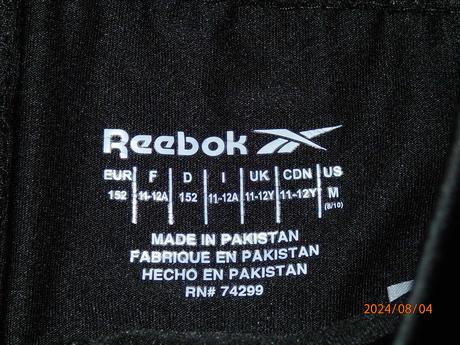 Reebok
EUR F D I UK CDN US
152 11-12A 152 11-12A 11-12Y 11-12Y M
(8/10)
MADE IN PAKISTAN
FABRIQUE EN PAKISTAN
HECHO EN PAKISTAN
RN# 74299
2024/08/04